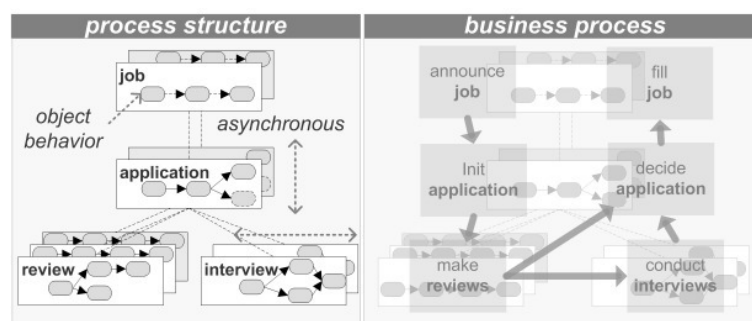 process structure
job
object
behavior
asynchronous
application
review
interview
business process
announce
job
fill
job
Init
application
decide
application
make
reviews
conduct
interviews